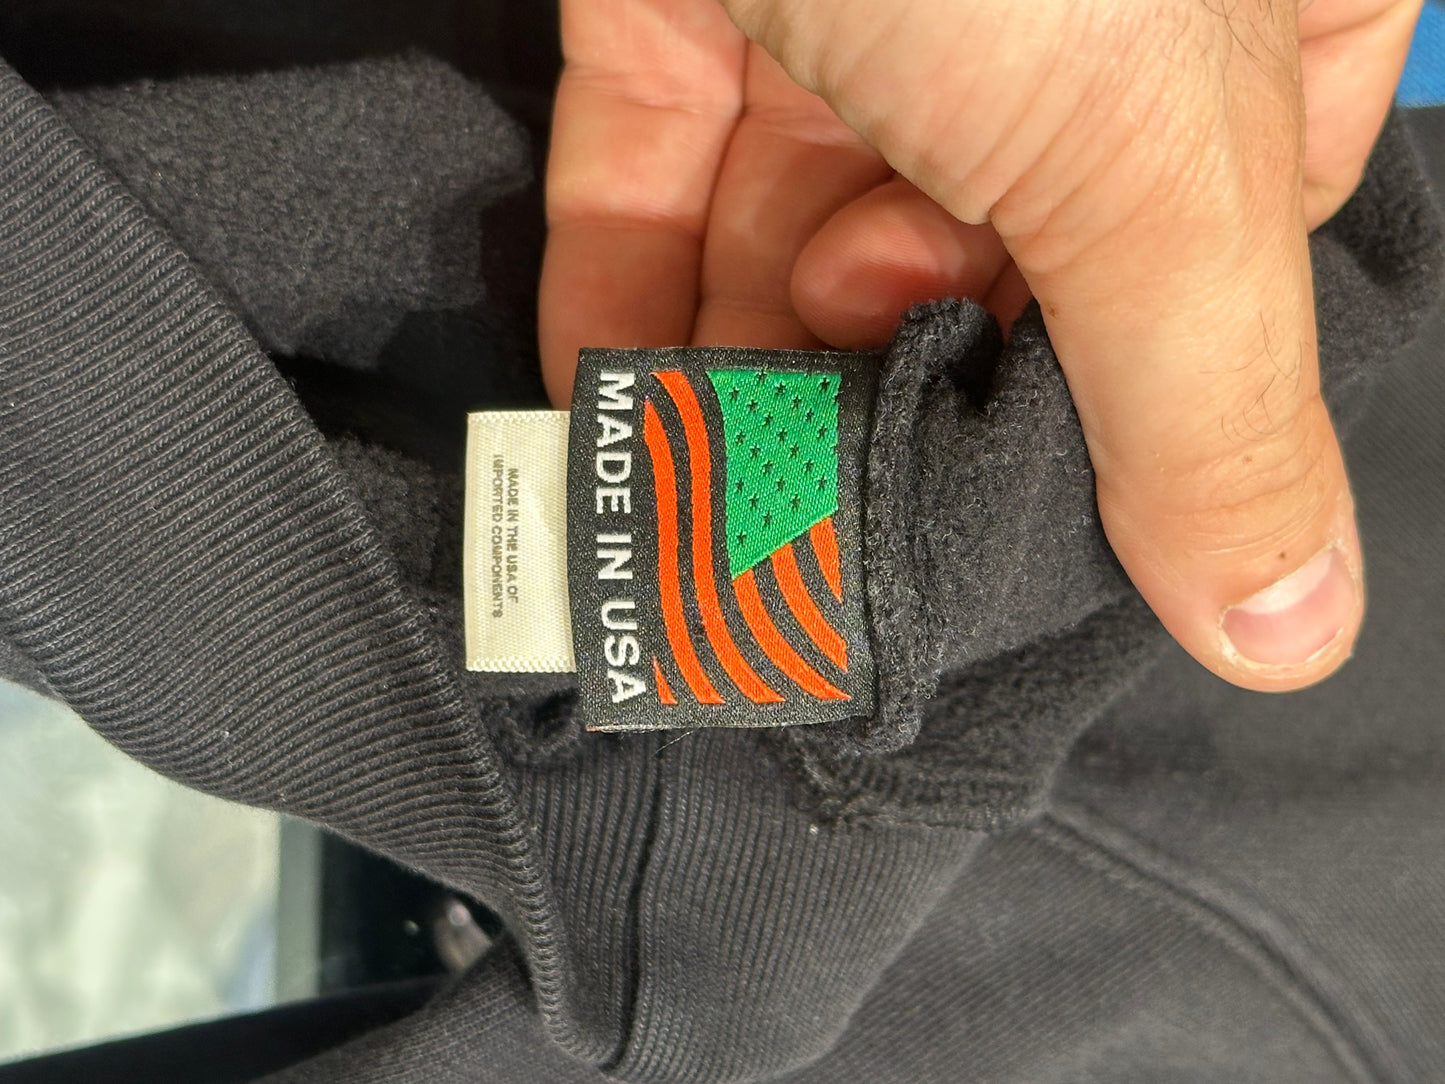 MADE IN USA
MADE IN THE USA OF
IMPORTED COMPONENTS